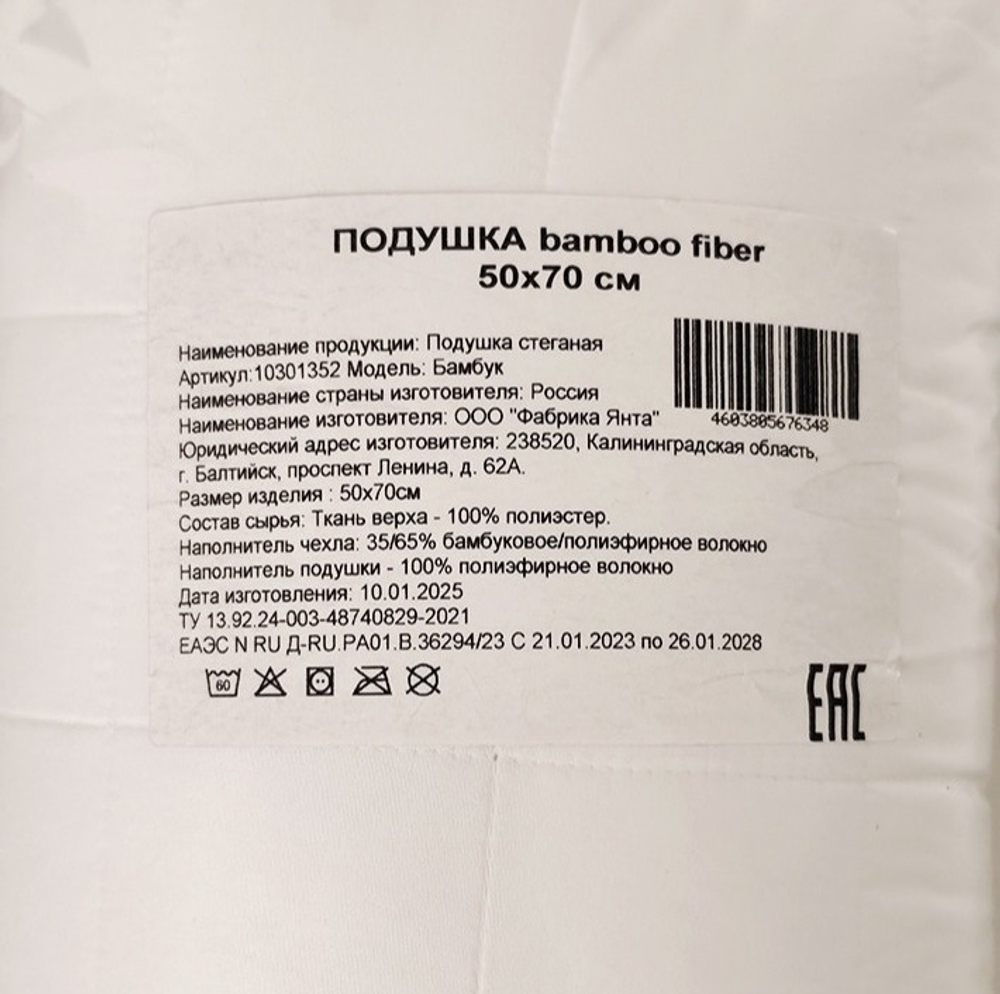 ПОДУШКА bamboo fiber
50х70 см
Наименование продукции: Подушка стеганая
Артикул:10301352 Модель: Бамбук
Наименование страны изготовителя: Россия
Наименование изготовителя: ООО "Фабрика Янта"
4603805676348
Юридический адрес изготовителя: 238520, Калининградская область,
г. Балтийск, проспект Ленина, д. 62А.
Размер изделия : 50х70см
Состав сырья: Ткань верха - 100% полиэстер.
Наполнитель чехла: 35/65% бамбуковое/полиэфирное волокно
Наполнитель подушки - 100% полиэфирное волокно
Дата изготовления: 10.01.2025
ТУ 13.92.24-003-48740829-2021
ЕАЭС N RU Д-RU.РА01.В.36294/23 С 21.01.2023 по 26.01.2028
60
EAC